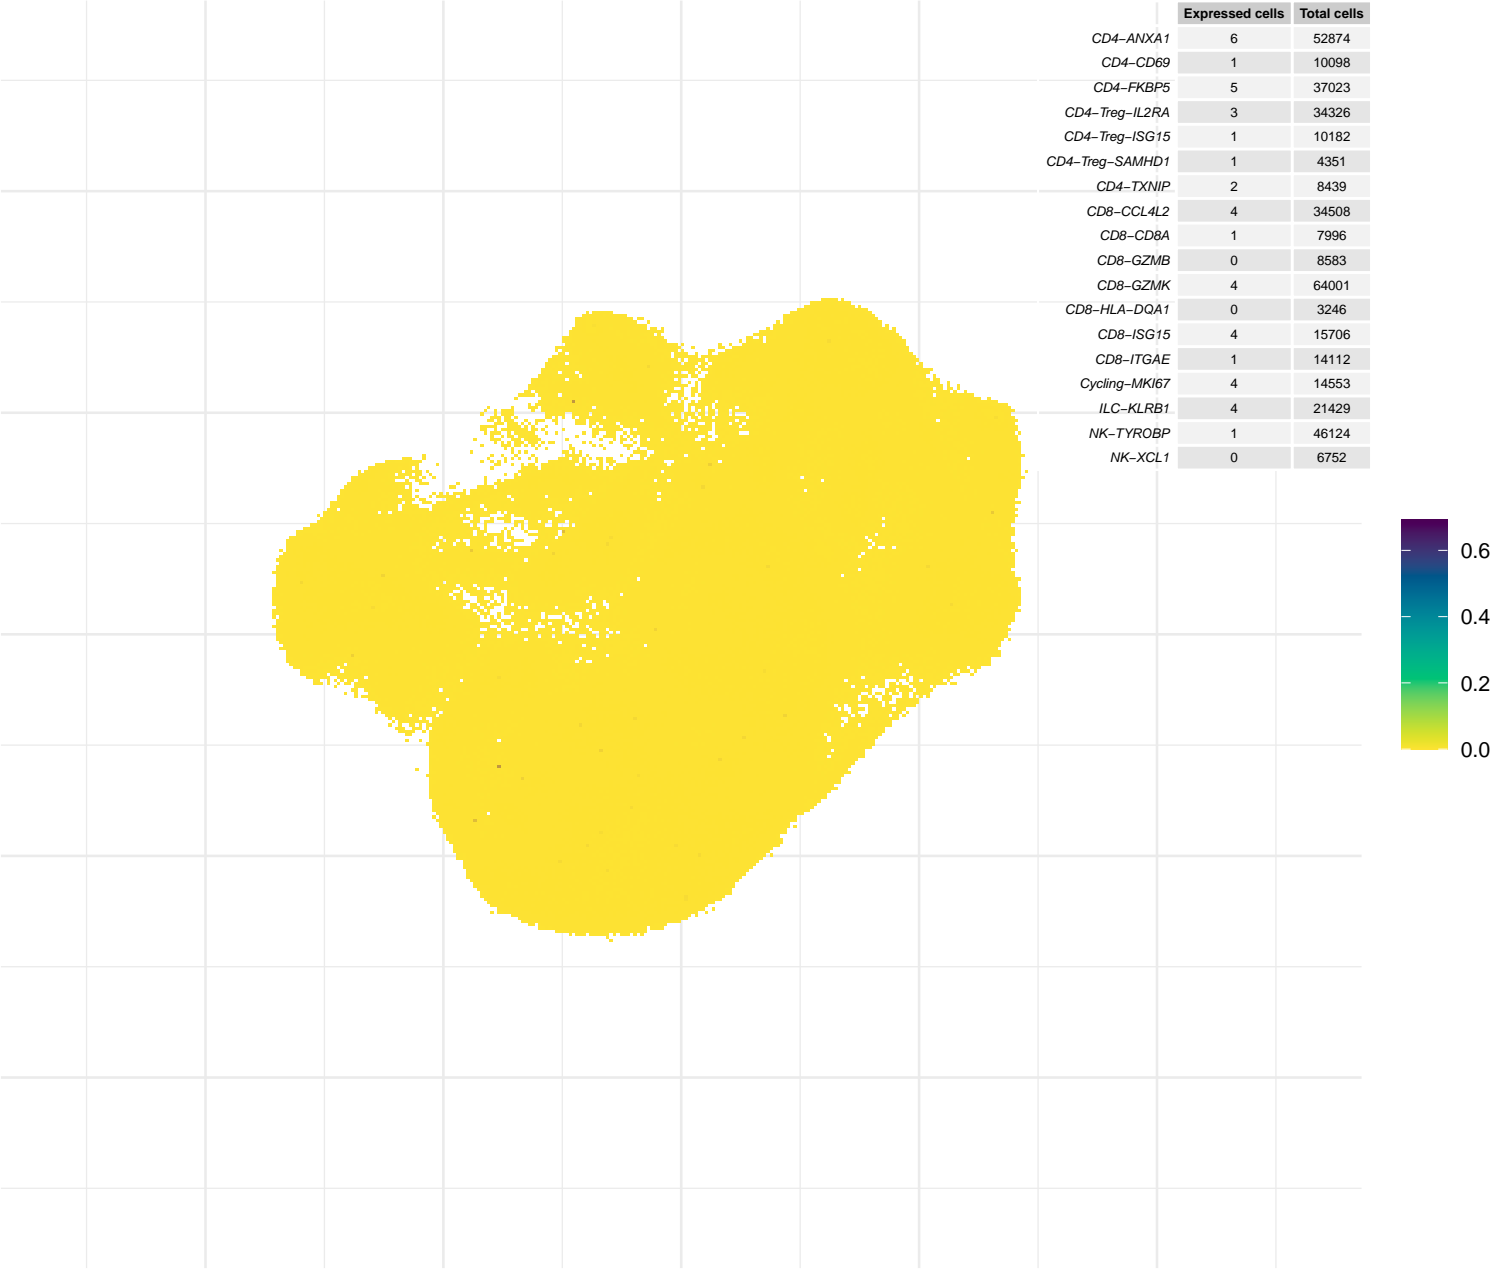 Expressed cells Total cells
CD4−ANXA1 6 52874
CD4−CD69 1 10098
CD4−FKBP5 5 37023
CD4−Treg−IL2RA 3 34326
CD4−Treg−ISG15 1 10182
CD4−Treg−SAMHD1 1 4351
CD4−TXNIP 2 8439
CD8−CCL4L2 4 34508
CD8−CD8A 1 7996
CD8−GZMB 0 8583
CD8−GZMK 4 64001
CD8−HLA−DQA1 0 3246
CD8−ISG15 4 15706
CD8−ITGAE 1 14112
Cycling−MKI67 4 14553
ILC−KLRB1 4 21429
NK−TYROBP 1 46124
NK−XCL1 0 6752
0.6
0.4
0.2
0.0